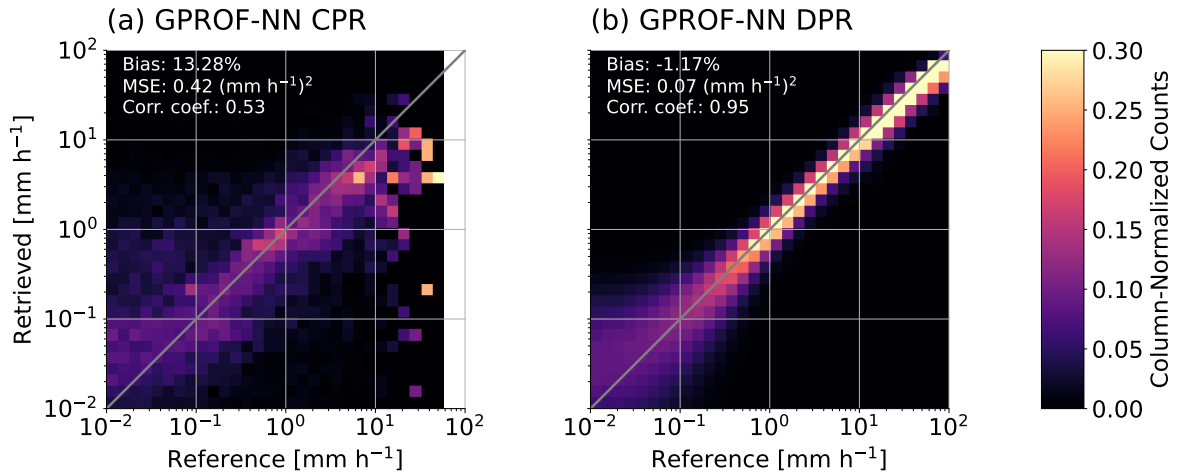 (a) GPROF-NN CPR
Bias: 13.28%
MSE: 0.42 (mm h⁻¹)²
Corr. coef.: 0.53
Retrieved [mm h⁻¹]
10²
10¹
10⁰
10⁻¹
10⁻²
10⁻² 10⁻¹ 10⁰ 10¹ 10²
Reference [mm h⁻¹]
(b) GPROF-NN DPR
Bias: -1.17%
MSE: 0.07 (mm h⁻¹)²
Corr. coef.: 0.95
10⁻² 10⁻¹ 10⁰ 10¹ 10²
Reference [mm h⁻¹]
0.30
0.25
0.20
0.15
0.10
0.05
0.00
Column-Normalized Counts